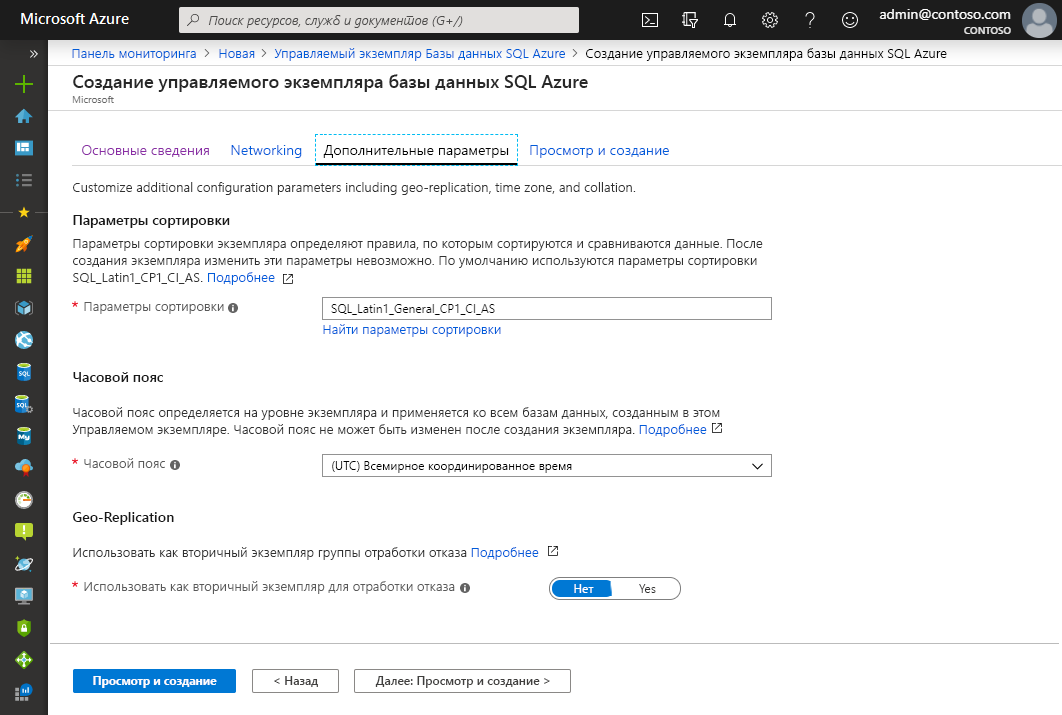 Microsoft Azure
Поиск ресурсов, служб и документов (G+/)
admin@contoso.com
CONTOSO
Панель мониторинга > Новая > Управляемый экземпляр Базы данных SQL Azure > Создание управляемого экземпляра базы данных SQL Azure
Создание управляемого экземпляра базы данных SQL Azure
Microsoft
Основные сведения Networking Дополнительные параметры Просмотр и создание
Customize additional configuration parameters including geo-replication, time zone, and collation.
Параметры сортировки
Параметры сортировки экземпляра определяют правила, по которым сортируются и сравниваются данные. После
создания экземпляра изменить эти параметры невозможно. По умолчанию используются параметры сортировки
SQL_Latin1_CP1_CI_AS. Подробнее
* Параметры сортировки
SQL_Latin1_General_CP1_CI_AS
Найти параметры сортировки
Часовой пояс
Часовой пояс определяется на уровне экземпляра и применяется ко всем базам данных, созданным в этом
Управляемом экземпляре. Часовой пояс не может быть изменен после создания экземпляра. Подробнее
* Часовой пояс
(UTC) Всемирное координированное время
Geo-Replication
Использовать как вторичный экземпляр группы отработки отказа Подробнее
* Использовать как вторичный экземпляр для отработки отказа
Нет Yes
Просмотр и создание
< Назад
Далее: Просмотр и создание >